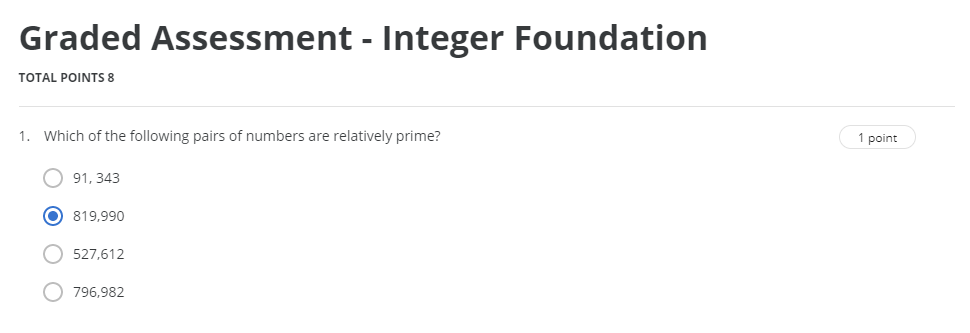 Graded Assessment - Integer Foundation
TOTAL POINTS 8
1. Which of the following pairs of numbers are relatively prime?
1 point
91, 343
819,990
527,612
796,982